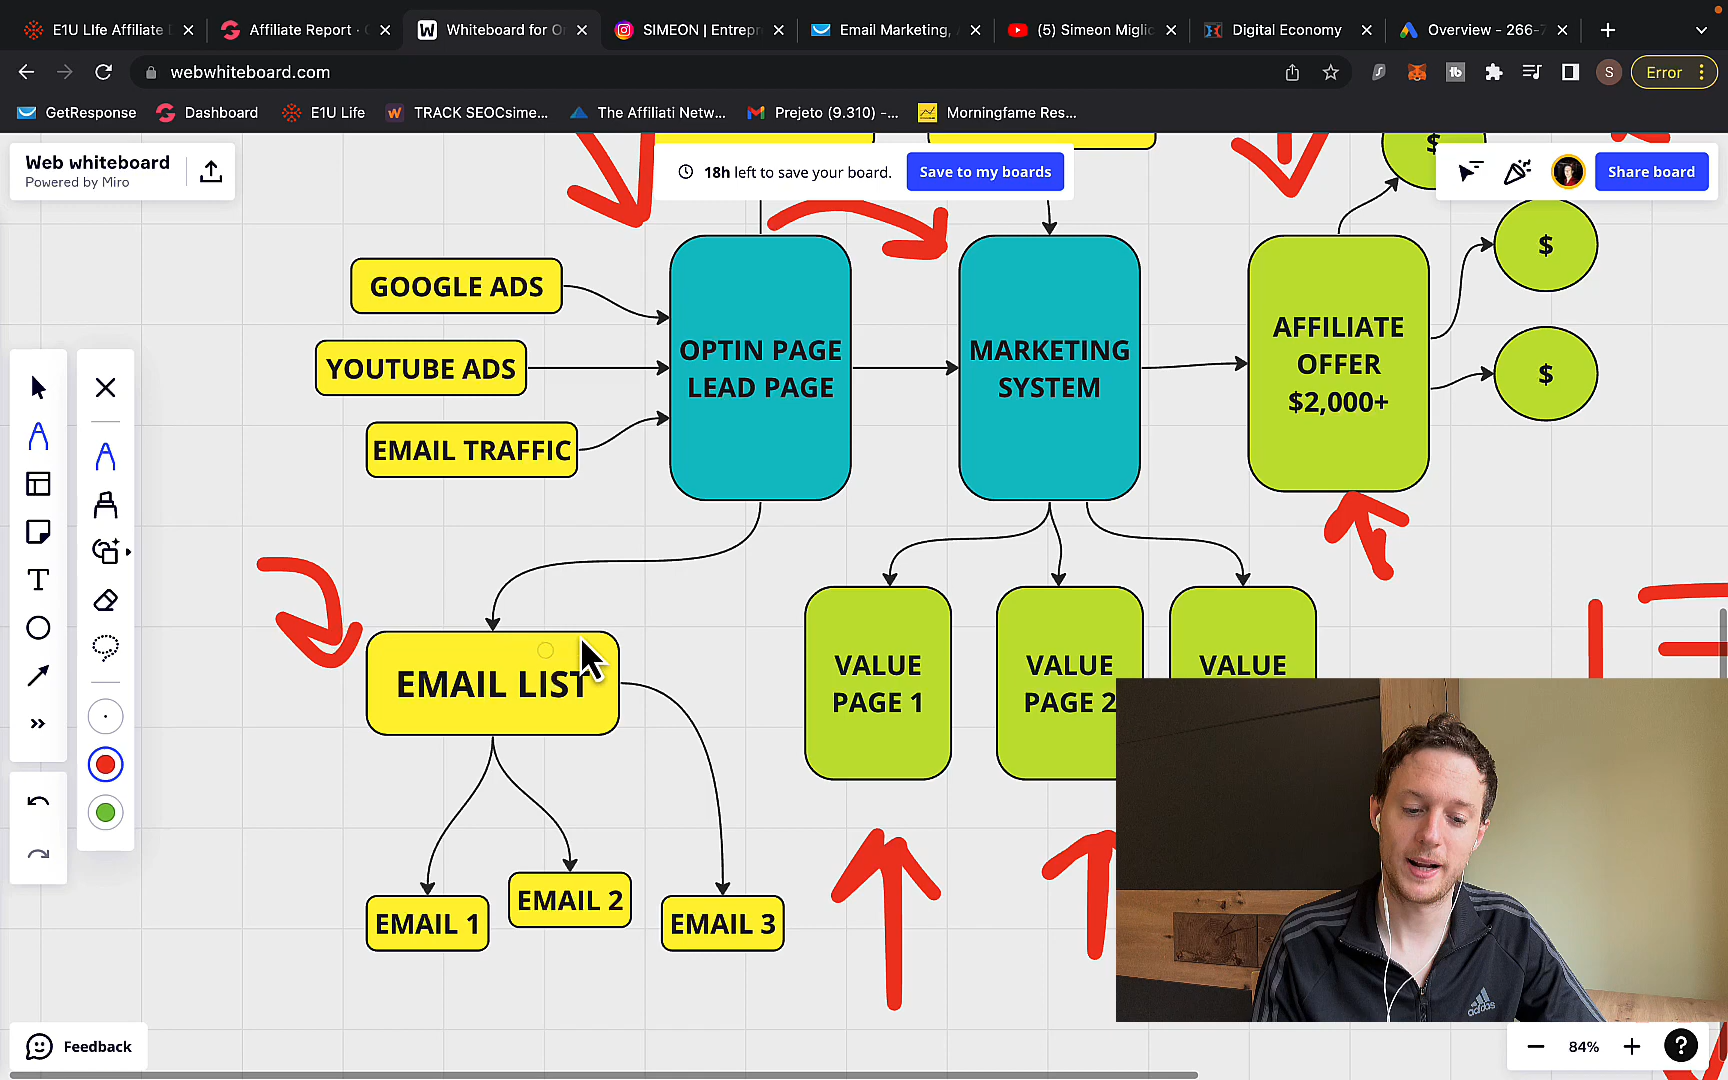 E1U LIfe Affiliate
Affiliate Report ·
Whiteboard for O
SIMEON | Entrepr
Email Marketing,
(5) Simeon Miglic
Digital Economy
Overview - 266-
webwhiteboard.com
S
Error
GetResponse
Dashboard
E1U Life
TRACK SEOCsime...
The Affiliati Netw...
Prejeto (9.310) -...
Morningfame Res...
Web whiteboard
Powered by Miro
18h left to save your board.
Save to my boards
Share board
$
GOOGLE ADS
YOUTUBE ADS
EMAIL TRAFFIC
OPTIN PAGE
LEAD PAGE
MARKETING
SYSTEM
AFFILIATE
OFFER
$2,000+
$
$
EMAIL LIST
VALUE
PAGE 1
VALUE
PAGE 2
VALUE
EMAIL 1
EMAIL 2
EMAIL 3
adidas
Feedback
84%